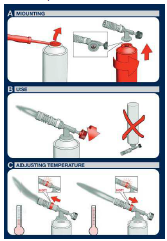 A MOUNTING
B USE
C ADJUSTING TEMPERATURE